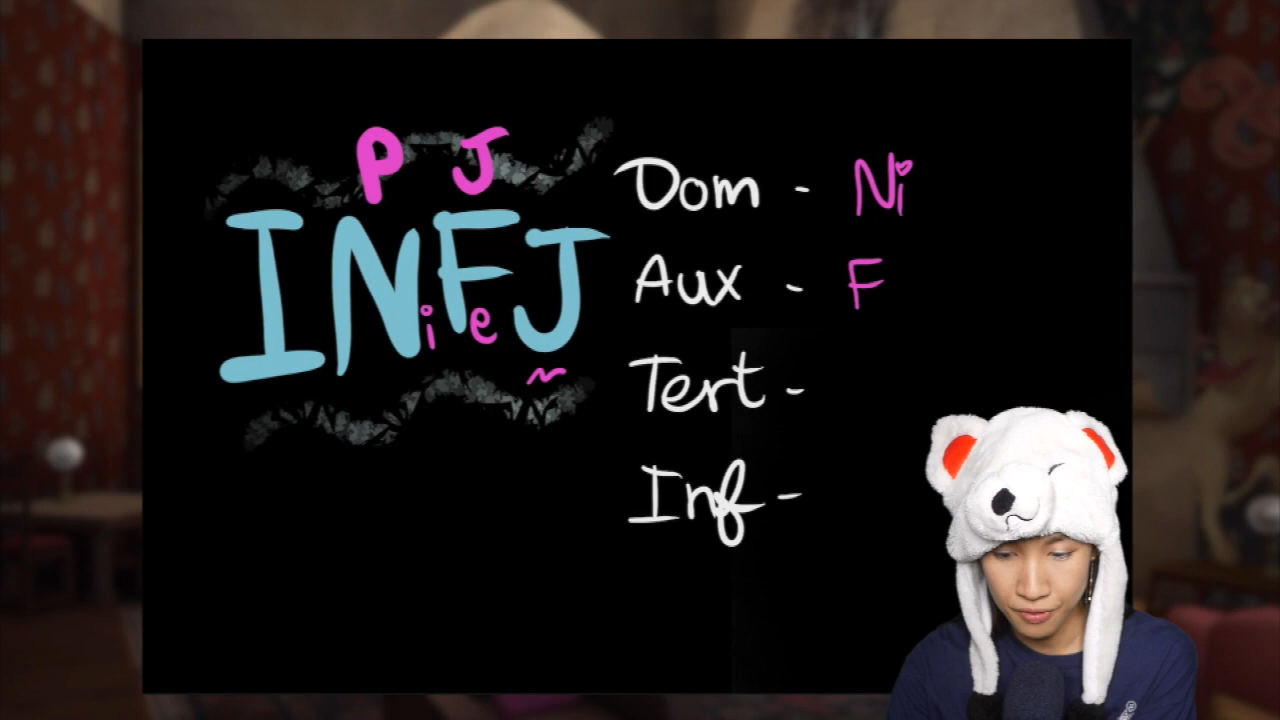 P J
INFJ
i e
~
Dom - Ni
Aux - F
Tert -
Inf -